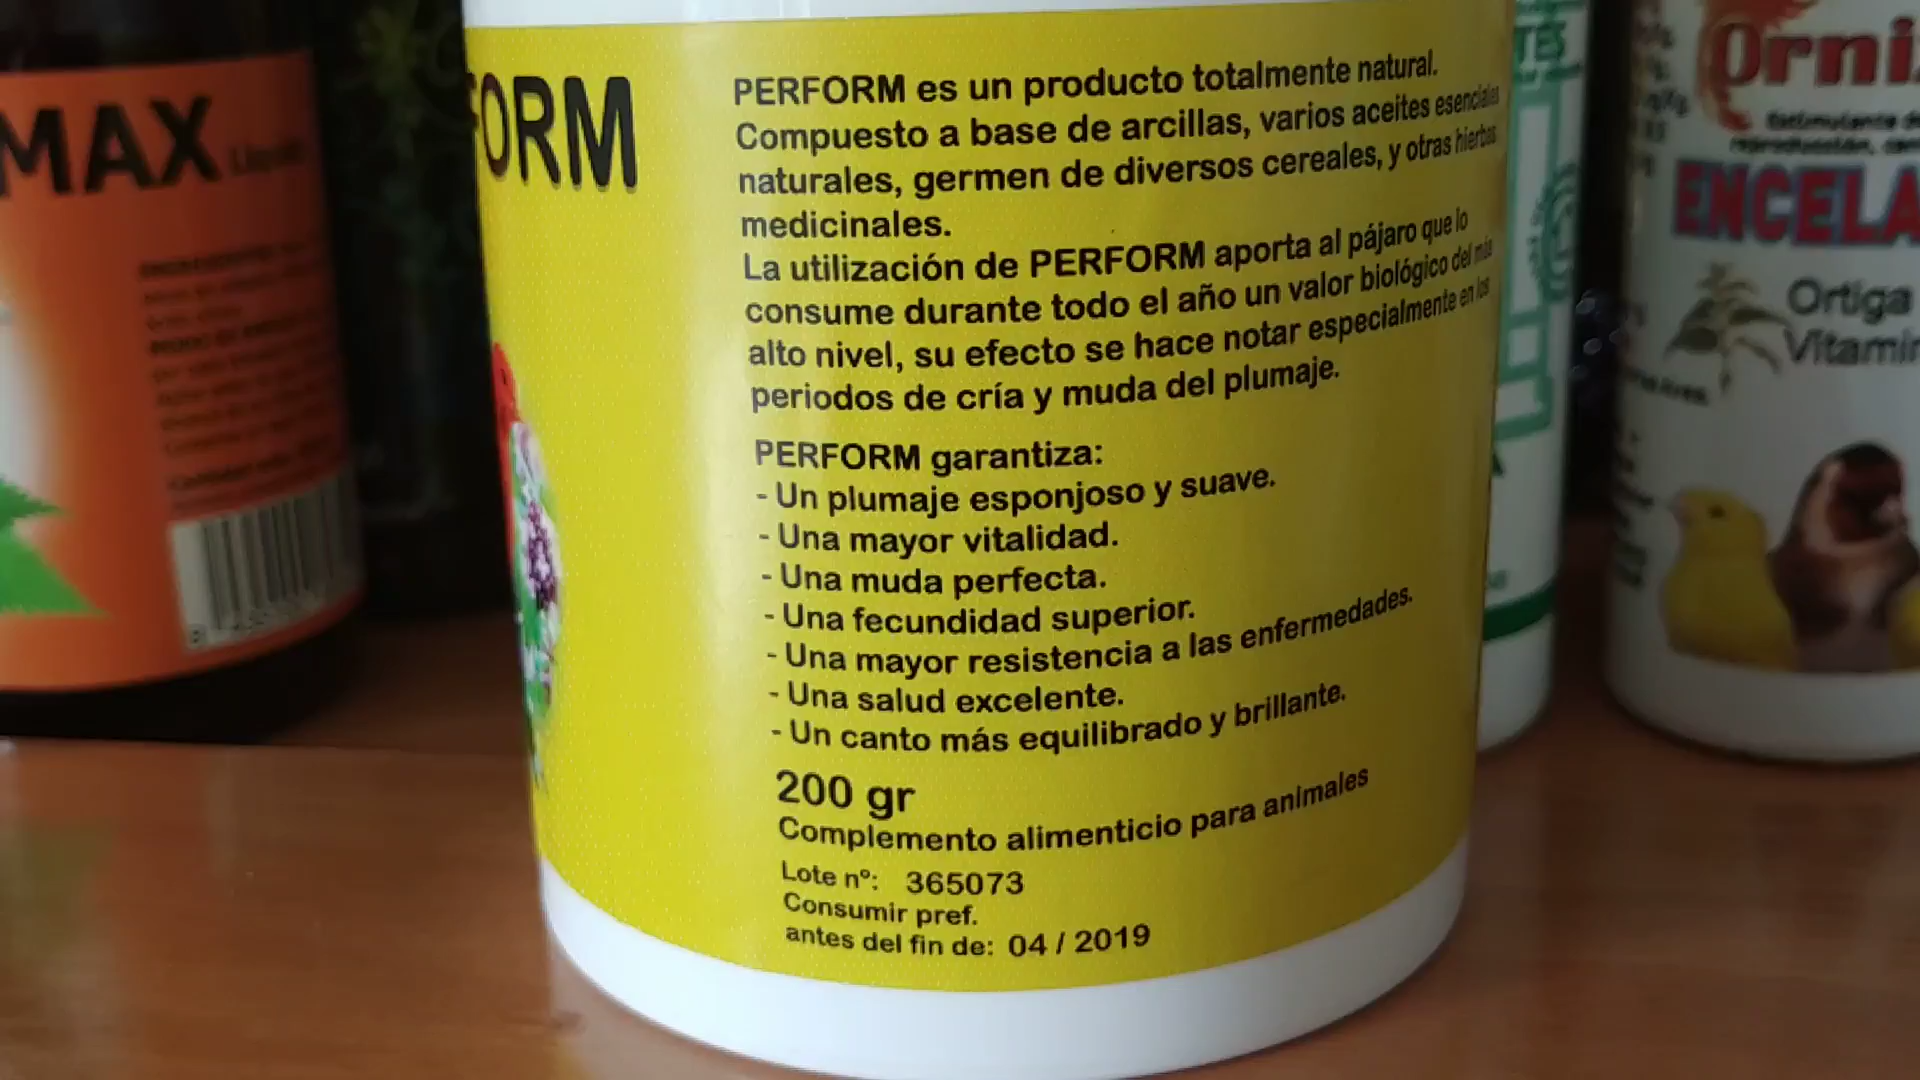 MAX
ORM
PERFORM es un producto totalmente natural.
Compuesto a base de arcillas, varios aceites esenciales
naturales, germen de diversos cereales, y otras hierbas
medicinales.
La utilización de PERFORM aporta al pájaro que lo
consume durante todo el año un valor biológico del más
alto nivel, su efecto se hace notar especialmente en los
periodos de cría y muda del plumaje.
PERFORM garantiza:
- Un plumaje esponjoso y suave.
- Una mayor vitalidad.
- Una muda perfecta.
- Una fecundidad superior.
- Una mayor resistencia a las enfermedades.
- Una salud excelente.
- Un canto más equilibrado y brillante.
200 gr
Complemento alimenticio para animales
Lote nº: 365073
Consumir pref.
antes del fin de: 04 / 2019
Orni
ENCELA
Ortiga
Vitamin